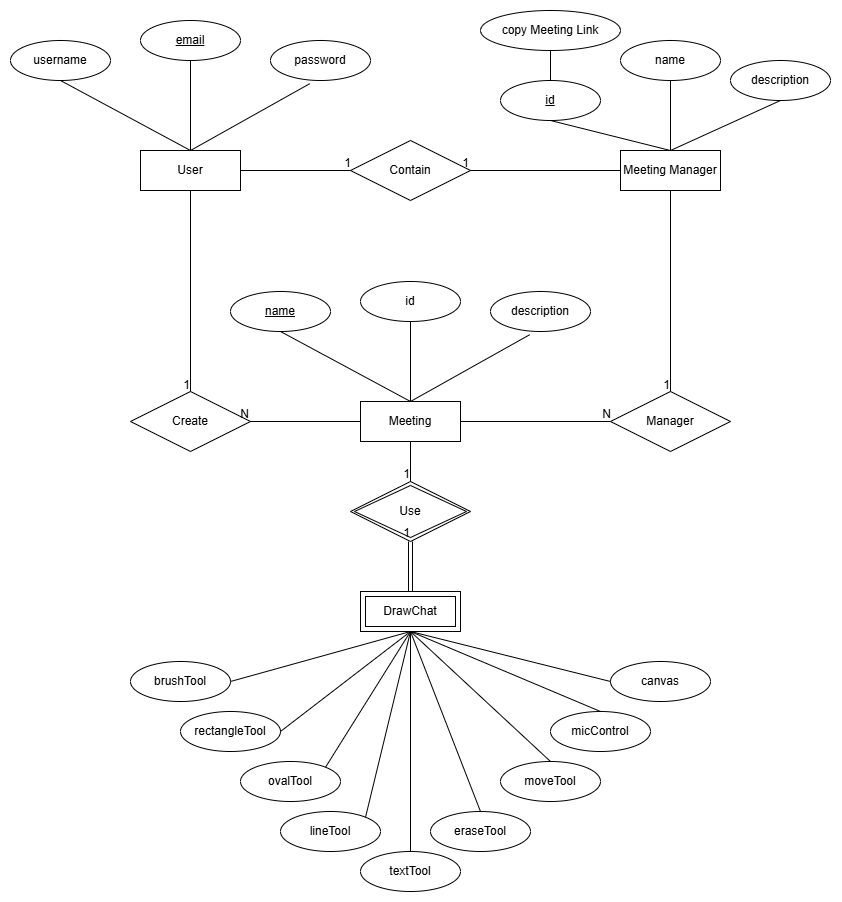 copy Meeting Link
email
username
password
name
description
id
User
1
Contain
1
Meeting Manager
name
id
description
1
Create
N
Meeting
N
1
Manager
1
Use
1
DrawChat
brushTool
canvas
rectangleTool
micControl
ovalTool
moveTool
lineTool
eraseTool
textTool